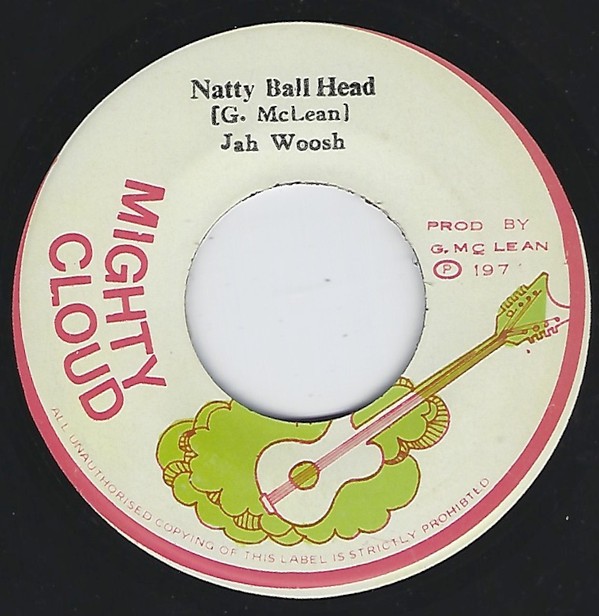 Natty Ball Head
[G. McLean]
Jah Woosh
MIGHTY
CLOUD
PROD BY
G. MC LEAN
Ⓟ 197
ALL UNAUTHORISED COPYING OF THIS LABEL IS STRICTLY PROHIBTED